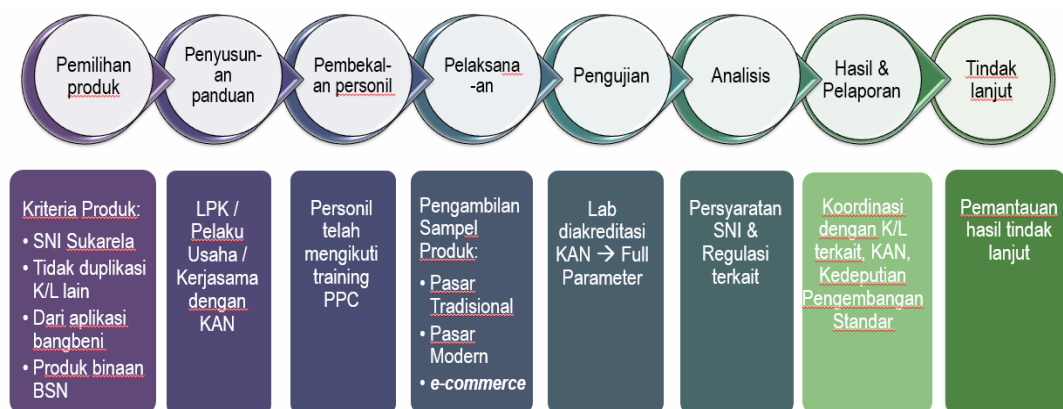 Pemilihan
produk
Penyusun-
an
panduan
Pembekal-
an personil
Pelaksana
-an
Pengujian
Analisis
Hasil &
Pelaporan
Tindak
lanjut
Kriteria Produk:
• SNI Sukarela
• Tidak duplikasi
K/L lain
• Dari aplikasi
bangbeni
• Produk binaan
BSN
LPK /
Pelaku
Usaha /
Kerjasama
dengan
KAN
Personil
telah
mengikuti
training
PPC
Pengambilan
Sampel
Produk:
• Pasar
Tradisional
• Pasar
Modern
• e-commerce
Lab
diakreditasi
KAN → Full
Parameter
Persyaratan
SNI &
Regulasi
terkait
Koordinasi
dengan K/L
terkait, KAN,
Kedeputian
Pengembangan
Standar
Pemantauan
hasil tindak
lanjut